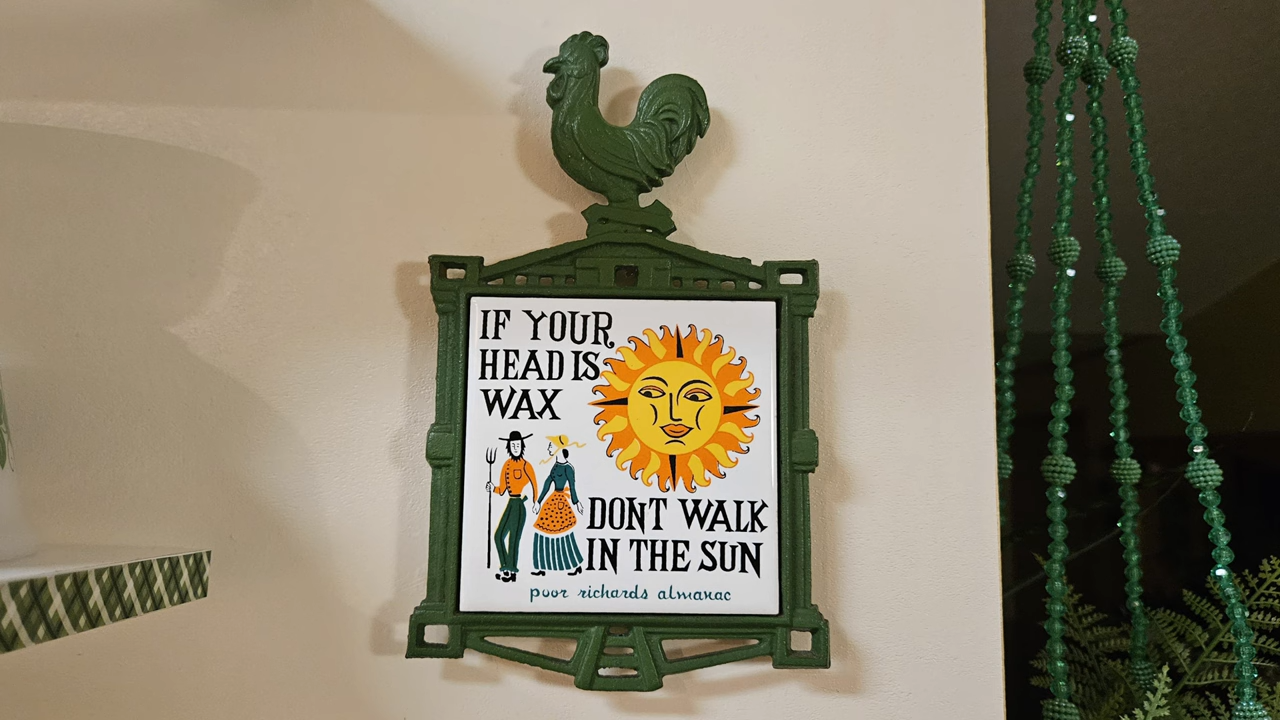 IF YOUR
HEAD IS
WAX
DONT WALK
IN THE SUN
poor richards almanac